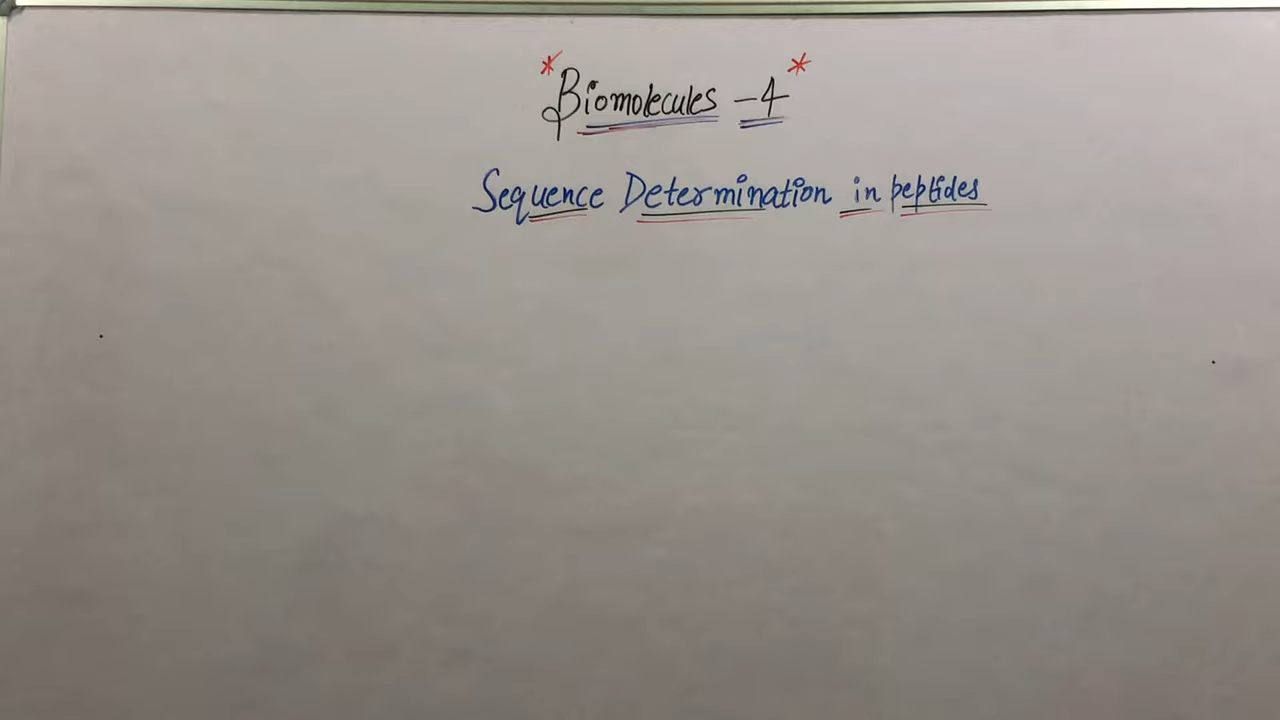 *Biomolecules -4*
Sequence Determination in peptides